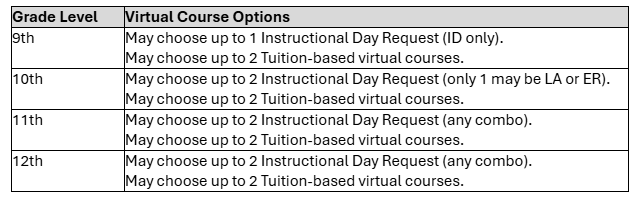 Grade Level Virtual Course Options
9th May choose up to 1 Instructional Day Request (ID only).
May choose up to 2 Tuition-based virtual courses.
10th May choose up to 2 Instructional Day Request (only 1 may be LA or ER).
May choose up to 2 Tuition-based virtual courses.
11th May choose up to 2 Instructional Day Request (any combo).
May choose up to 2 Tuition-based virtual courses.
12th May choose up to 2 Instructional Day Request (any combo).
May choose up to 2 Tuition-based virtual courses.